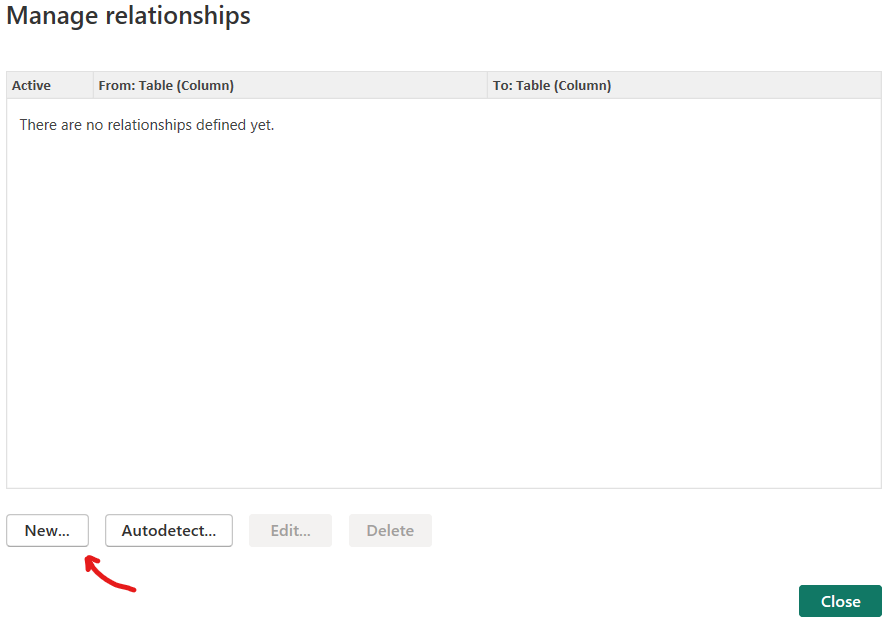 Manage relationships
Active From: Table (Column) To: Table (Column)
There are no relationships defined yet.
New... Autodetect... Edit... Delete
Close